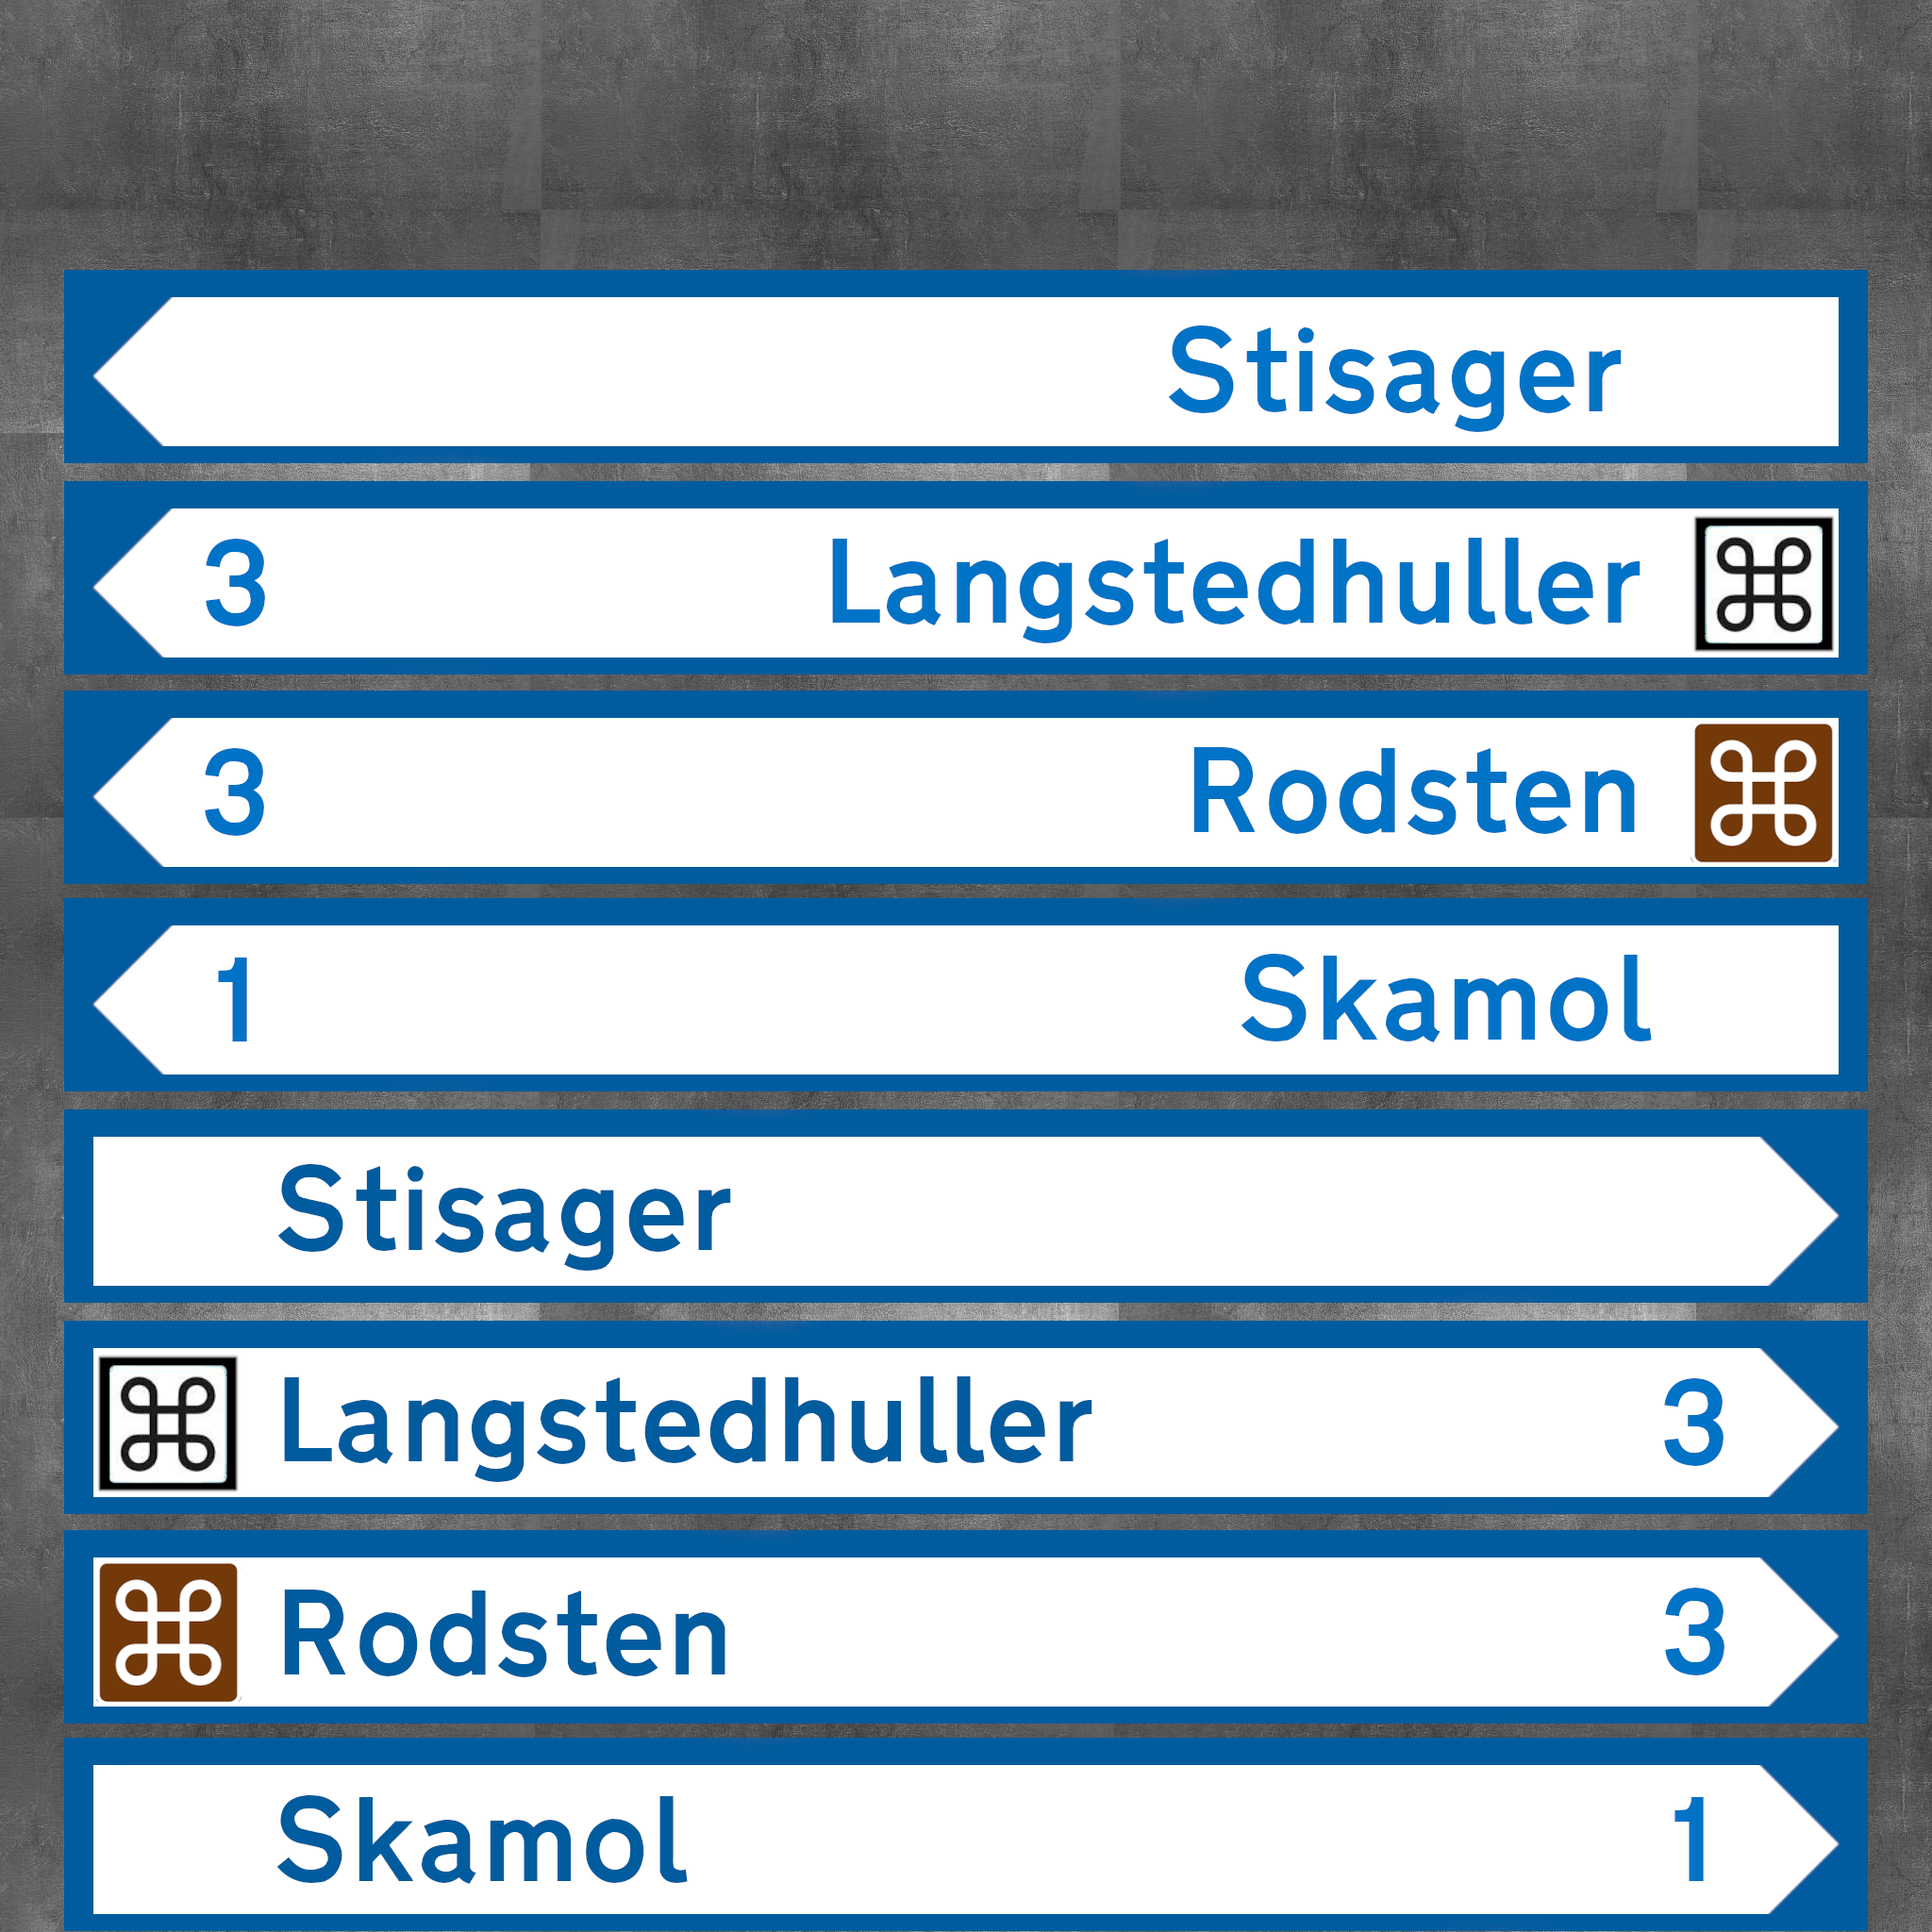 Stisager
3 Langstedhuller
3 Rodsten
1 Skamol
Stisager
Langstedhuller 3
Rodsten 3
Skamol 1